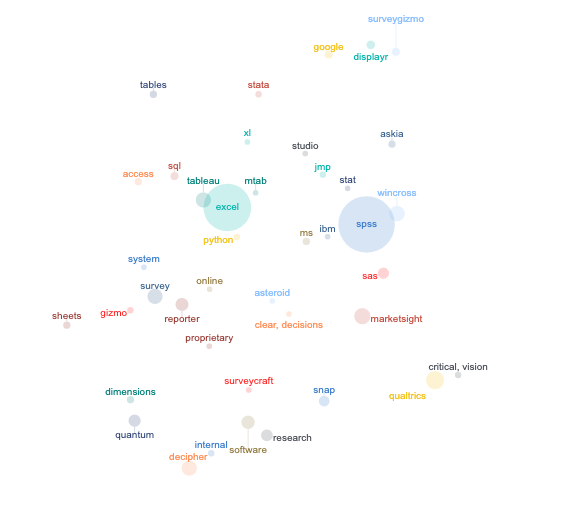 surveygizmo
google
displayr
tables
stata
xl
askia
studio
sql
access
jmp
tableau
mtab
stat
wincross
excel
spss
python
ms
ibm
system
sas
online
survey
asteroid
gizmo
sheets
reporter
clear, decisions
marketsight
proprietary
critical, vision
surveycraft
dimensions
snap
qualtrics
quantum
research
internal
software
decipher